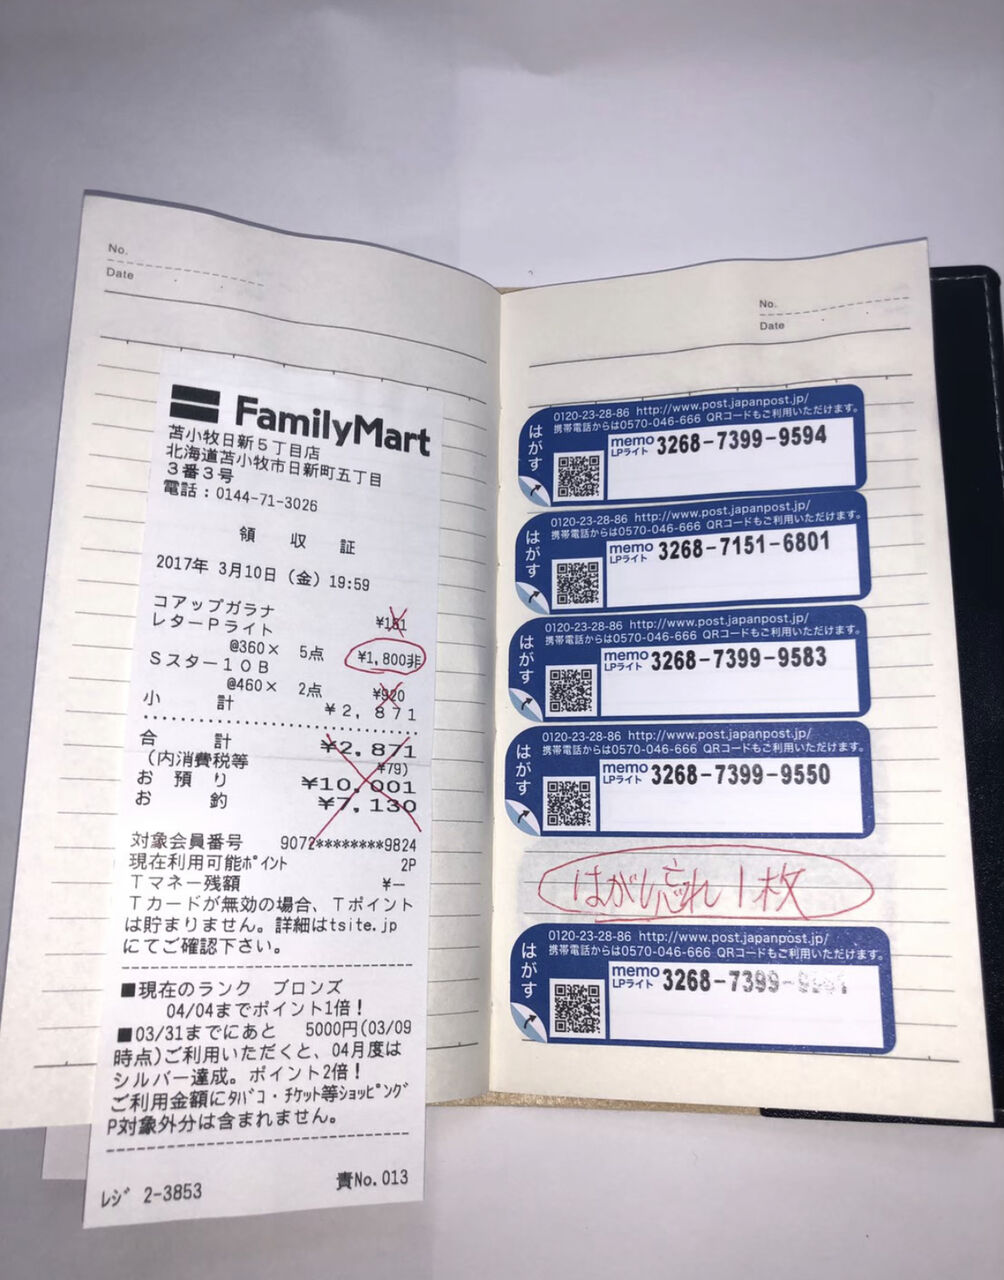 No.
Date
FamilyMart
苫小牧日新5丁目店
北海道苫小牧市日新町五丁目
3番3号
電話：0144-71-3026
領 収 証
2017年 3月10日（金）19:59
コアップガラナ ¥151
レターPライト
@360× 5点 ¥1,800非
Sスター10B
@460× 2点 ¥920
小 計 ¥2,871
合 計 ¥2,871
（内消費税等 ¥79）
お 預 り ¥10,001
お 釣 ¥7,130
対象会員番号 9072********9824
現在利用可能ﾎﾟｲﾝﾄ 2P
Tマネー残額 ¥--
Tカードが無効の場合、Tポイント
は貯まりません。詳細はtsite.jp
にてご確認下さい。
■現在のランク ブロンズ
04/04までポイント1倍！
■03/31までにあと 5000円(03/09
時点)ご利用いただくと、04月度は
シルバー達成。ポイント2倍！
ご利用金額にﾀﾊﾞｺ・ﾁｹｯﾄ等ｼｮｯﾋﾟﾝｸﾞ
P対象外分は含まれません。
ﾚｼﾞ 2-3853 責No.013
No.
Date
0120-23-28-86 http://www.post.japanpost.jp/
携帯電話からは0570-046-666 QRコードもご利用いただけます。
はがす
memo
LPライト
3268-7399-9594
0120-23-28-86 http://www.post.japanpost.jp/
携帯電話からは0570-046-666 QRコードもご利用いただけます。
はがす
memo
LPライト
3268-7151-6801
0120-23-28-86 http://www.post.japanpost.jp/
携帯電話からは0570-046-666 QRコードもご利用いただけます。
はがす
memo
LPライト
3268-7399-9583
0120-23-28-86 http://www.post.japanpost.jp/
携帯電話からは0570-046-666 QRコードもご利用いただけます。
はがす
memo
LPライト
3268-7399-9550
はがし忘れ1枚
0120-23-28-86 http://www.post.japanpost.jp/
携帯電話からは0570-046-666 QRコードもご利用いただけます。
はがす
memo
LPライト
3268-7399-